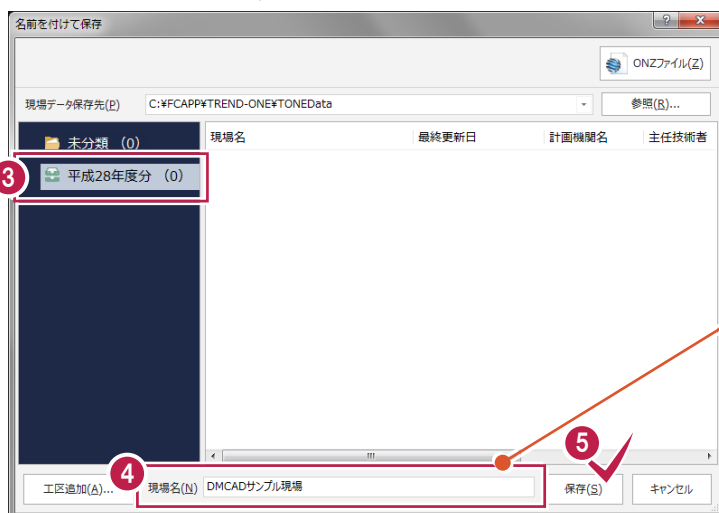 名前を付けて保存
ONZファイル(Z)
現場データ保存先(P) C:¥FCAPP¥TREND-ONE¥TONEData 参照(R)...
未分類 (0) 現場名 最終更新日 計画機関名 主任技術者
3 平成28年度分 (0)
4 5
工区追加(A)... 現場名(N) DMCADサンプル現場 保存(S) キャンセル